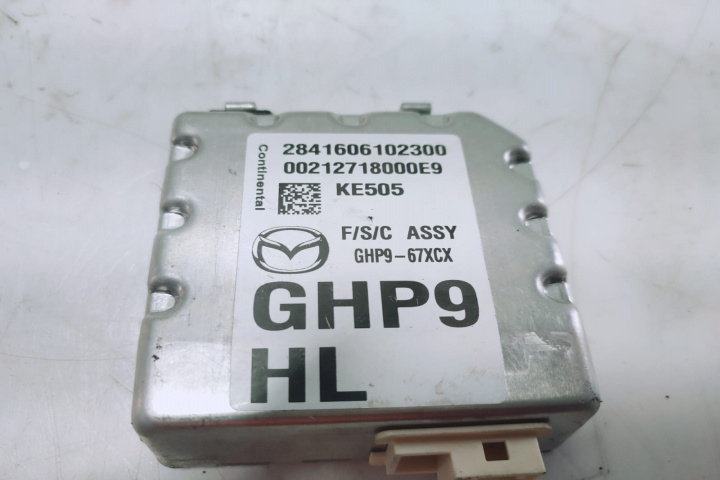 Continental
2841606102300
00212718000E9
KE505
F/S/C ASSY
GHP9-67XCX
GHP9
HL